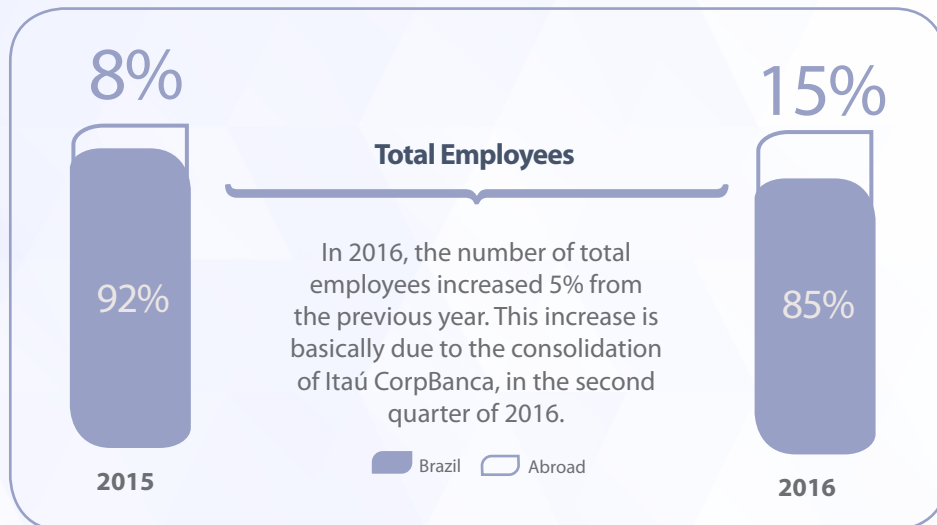 8%
92%
2015
Total Employees
In 2016, the number of total
employees increased 5% from
the previous year. This increase is
basically due to the consolidation
of Itaú CorpBanca, in the second
quarter of 2016.
Brazil
Abroad
15%
85%
2016